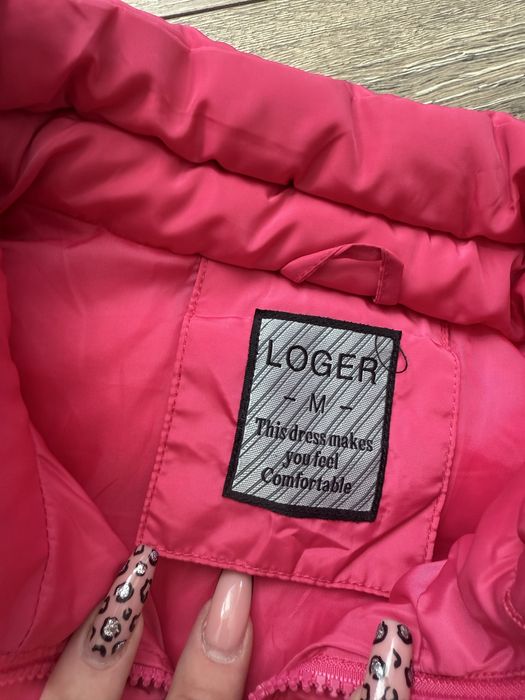 LOGER
- M -
This dress makes
you feel
Comfortable